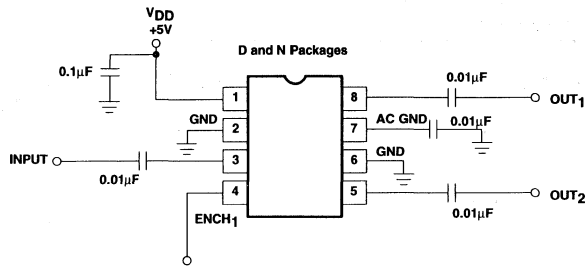 VDD
+5V
D and N Packages
0.1µF
0.01µF
1
8
OUT1
GND
AC GND
0.01µF
2
7
INPUT
GND
3
6
0.01µF
4
5
OUT2
ENCH1
0.01µF